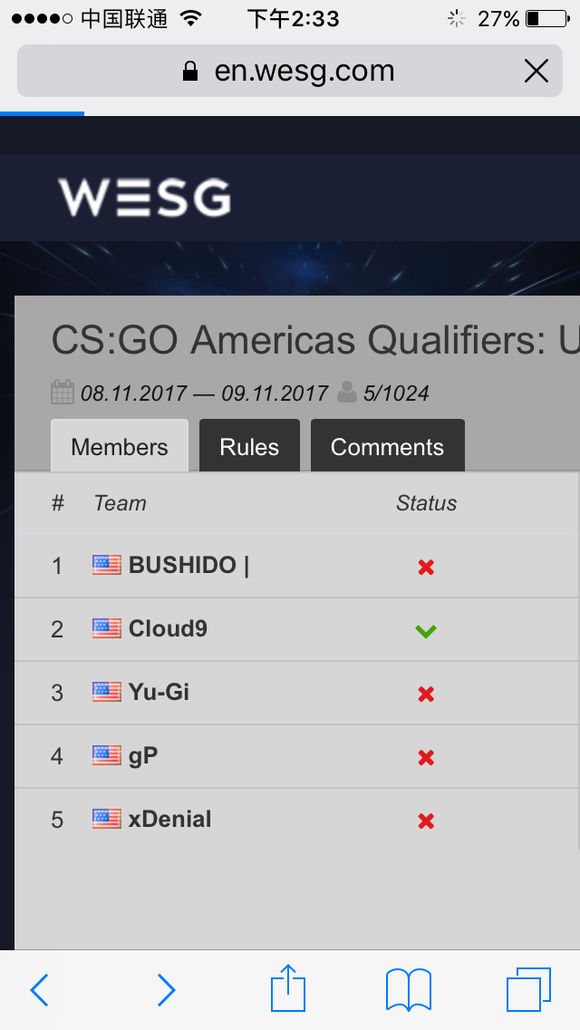 中国联通 下午2:33 27%
en.wesg.com
WESG
CS:GO Americas Qualifiers: U
08.11.2017 — 09.11.2017 5/1024
Members Rules Comments
# Team Status
1 BUSHIDO |
2 Cloud9
3 Yu-Gi
4 gP
5 xDenial